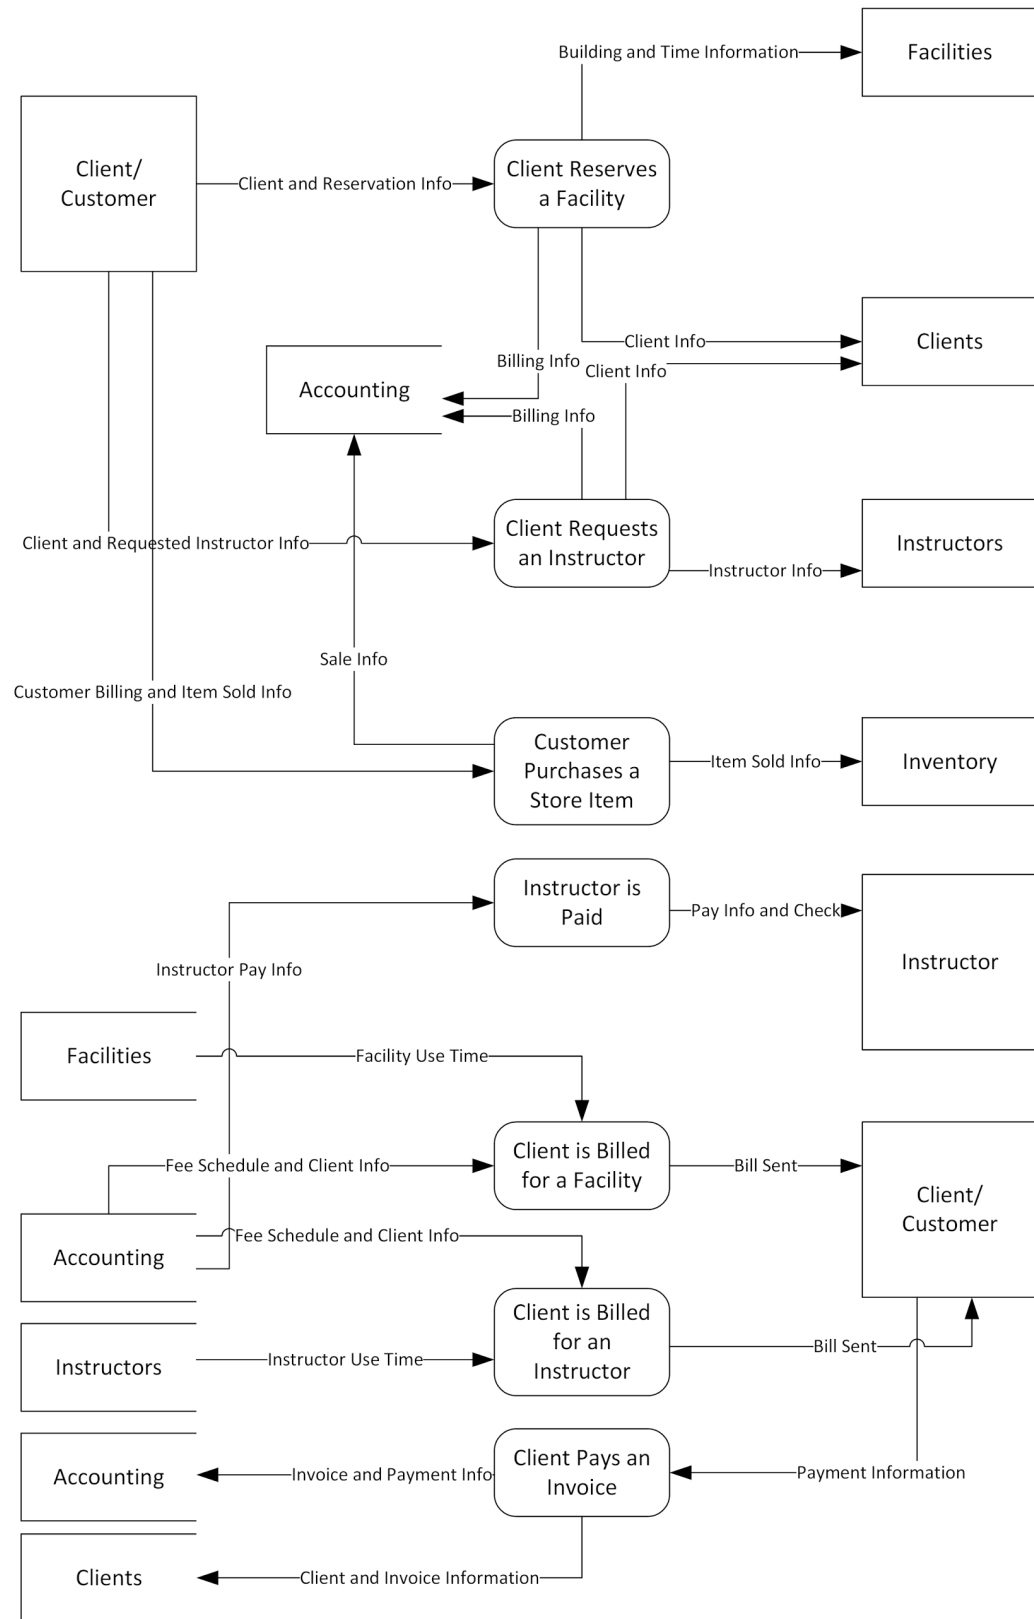 Building and Time Information
Facilities
Client/
Customer
Client and Reservation Info
Client Reserves
a Facility
Client Info
Clients
Billing Info
Client Info
Accounting
Billing Info
Client Requests
an Instructor
Client and Requested Instructor Info
Instructors
Instructor Info
Sale Info
Customer Billing and Item Sold Info
Customer
Purchases a
Store Item
Item Sold Info
Inventory
Instructor is
Paid
Pay Info and Check
Instructor
Instructor Pay Info
Facilities
Facility Use Time
Client is Billed
for a Facility
Fee Schedule and Client Info
Bill Sent
Client/
Customer
Fee Schedule and Client Info
Accounting
Client is Billed
for an
Instructor
Bill Sent
Instructors
Instructor Use Time
Client Pays an
Invoice
Accounting
Invoice and Payment Info
Payment Information
Clients
Client and Invoice Information